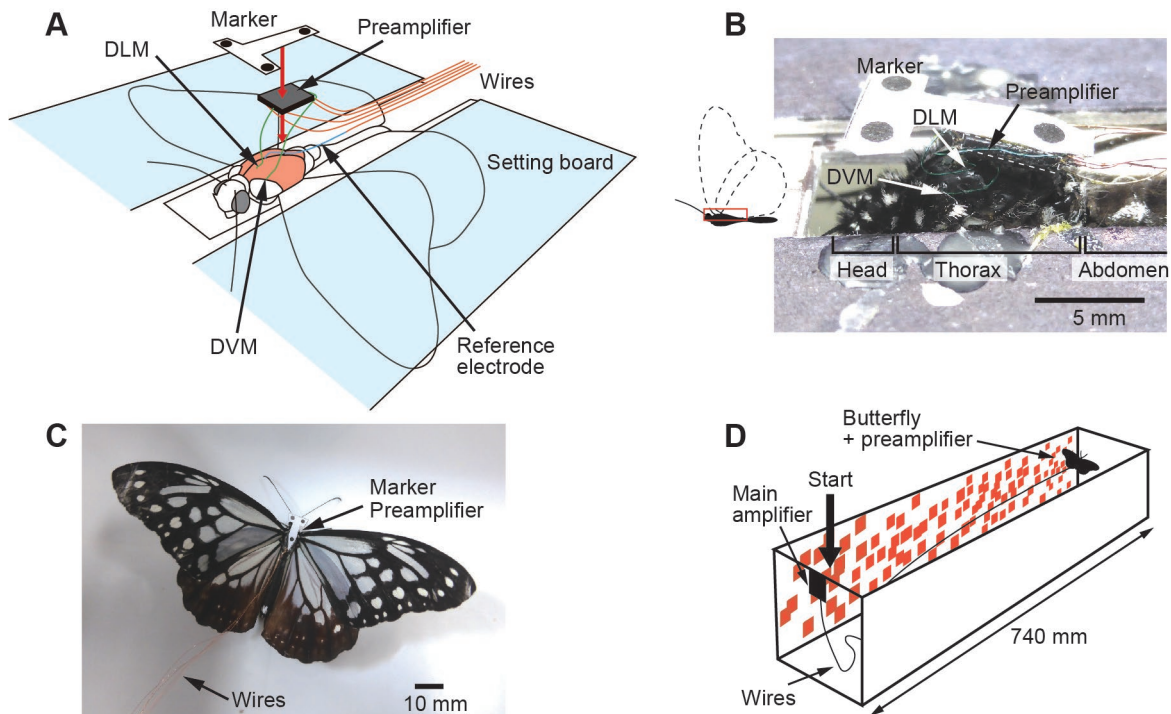 A
Marker
Preamplifier
DLM
Wires
Setting board
DVM
Reference
electrode
B
Marker
Preamplifier
DLM
DVM
Head
Thorax
Abdomen
5 mm
C
Marker
Preamplifier
Wires
10 mm
D
Butterfly
+ preamplifier
Start
Main
amplifier
740 mm
Wires